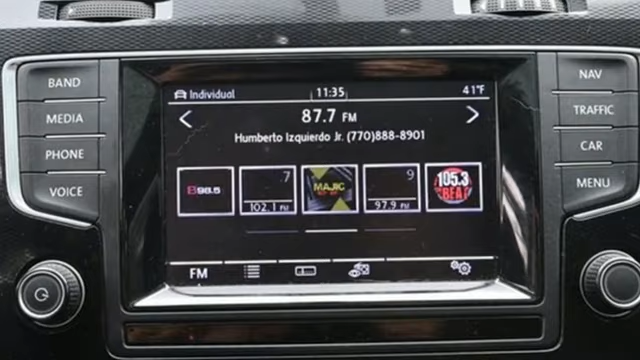 BAND
MEDIA
PHONE
VOICE
NAV
TRAFFIC
CAR
MENU
Individual 11:35 41°F
87.7 FM
Humberto Izquierdo Jr. (770)888-8901
B98.5
7
102.1 FM
MAJIC
9
97.9 FM
105.3
BEAT
FM